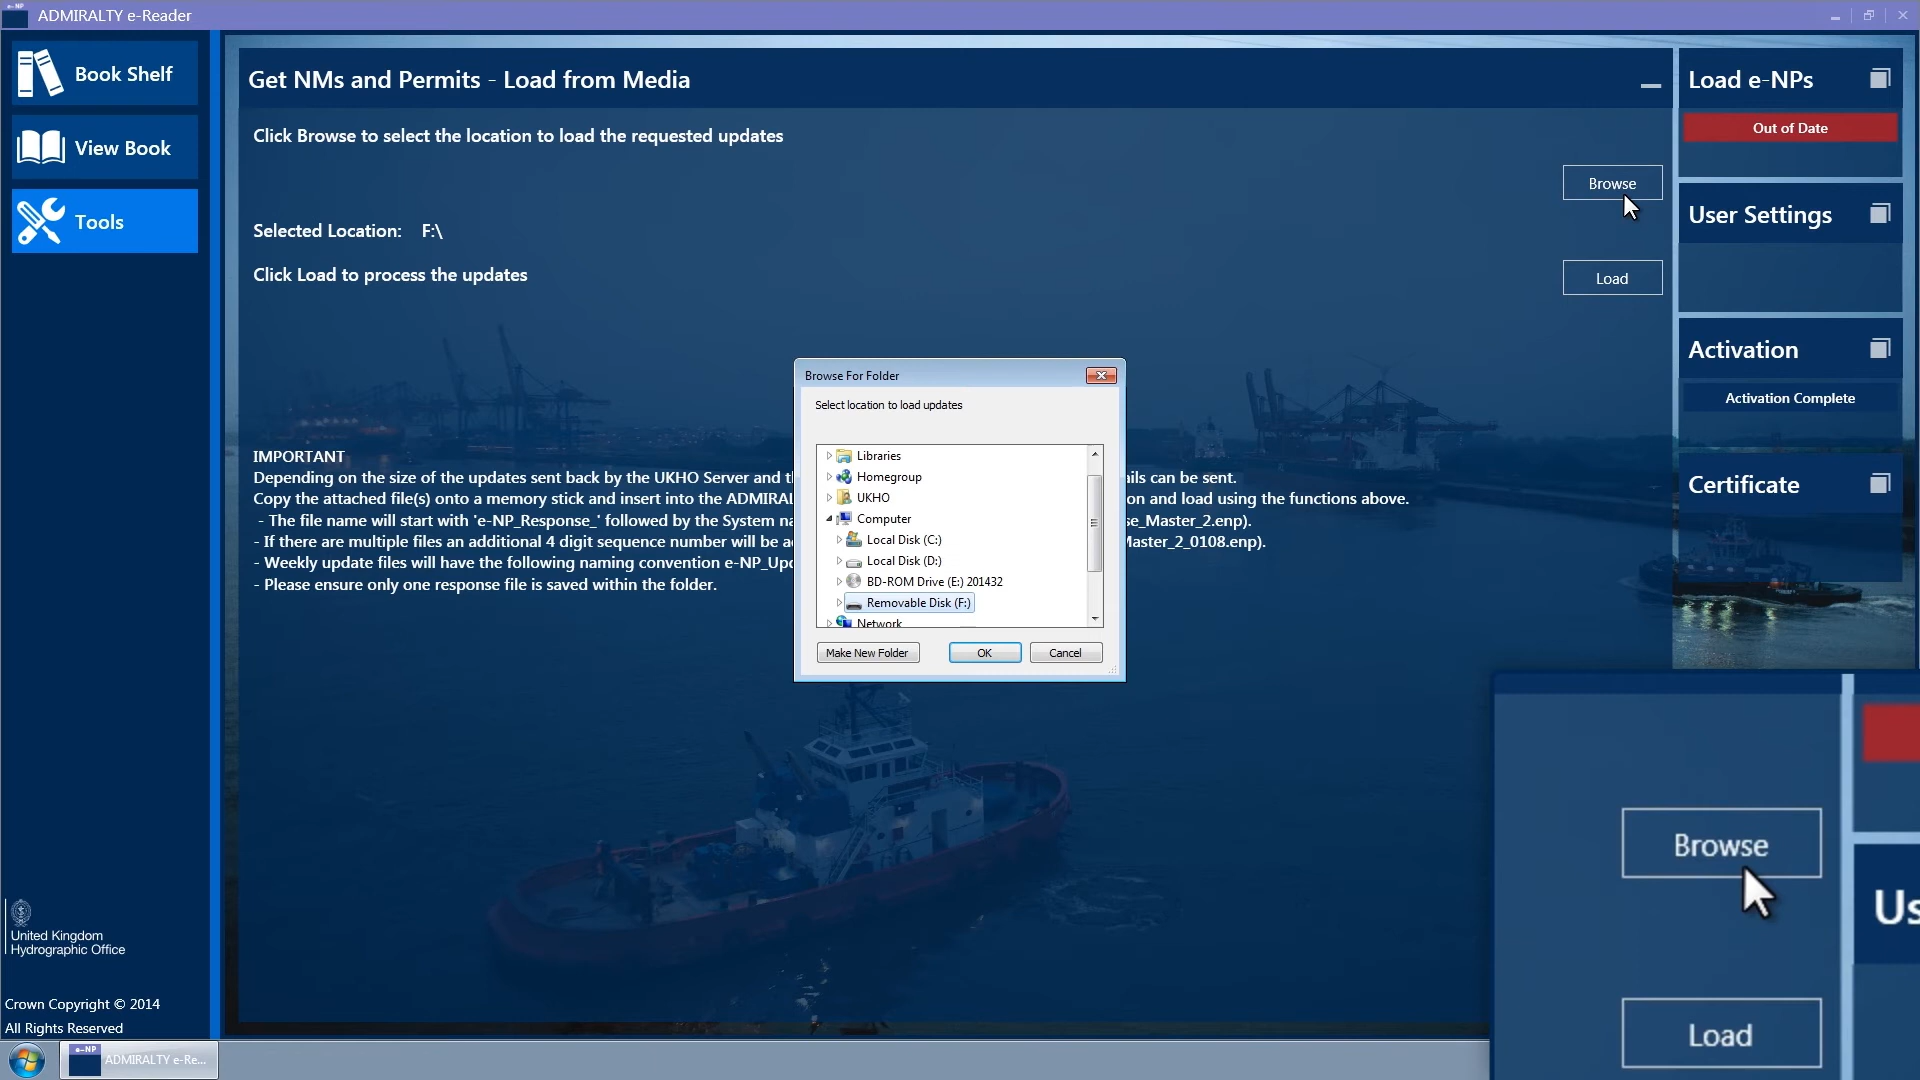 e-NP
ADMIRALTY e-Reader
Book Shelf
View Book
Tools
Get NMs and Permits - Load from Media
Click Browse to select the location to load the requested updates
Browse
Selected Location: F:\
Click Load to process the updates
Load
Browse For Folder
Select location to load updates
Libraries
Homegroup
UKHO
Computer
Local Disk (C:)
Local Disk (D:)
BD-ROM Drive (E:) 201432
Removable Disk (F:)
Network
Make New Folder
OK
Cancel
IMPORTANT
Depending on the size of the updates sent back by the UKHO Server and th ails can be sent.
Copy the attached file(s) onto a memory stick and insert into the ADMIRAL on and load using the functions above.
- The file name will start with 'e-NP_Response_' followed by the System na se_Master_2.enp).
- If there are multiple files an additional 4 digit sequence number will be a Master_2_0108.enp).
- Weekly update files will have the following naming convention e-NP_Upd
- Please ensure only one response file is saved within the folder.
Load e-NPs
Out of Date
User Settings
Activation
Activation Complete
Certificate
Browse
Us
Load
United Kingdom
Hydrographic Office
Crown Copyright © 2014
All Rights Reserved
e-NP
ADMIRALTY e-Re...